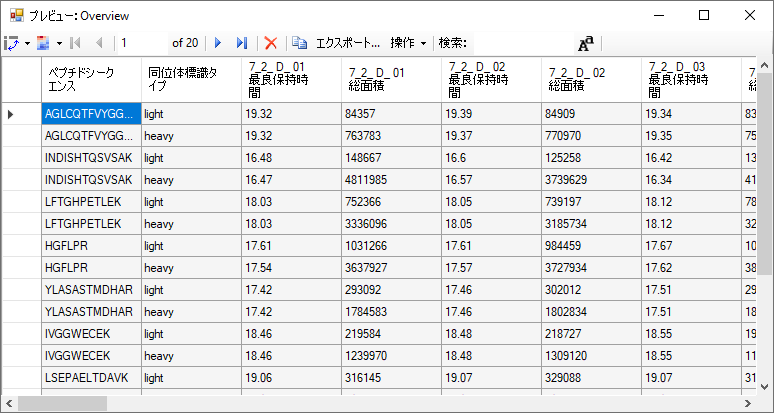 プレビュー: Overview
1 of 20 エクスポート... 操作 検索:
ペプチドシークエンス 同位体標識タイプ 7_2_D_01 最良保持時間 7_2_D_01 総面積 7_2_D_02 最良保持時間 7_2_D_02 総面積 7_2_D_03 最良保持時間 7_
AGLCQTFVYGG... light 19.32 84357 19.39 84909 19.34 83
AGLCQTFVYGG... heavy 19.32 763783 19.37 770970 19.35 75
INDISHTQSVSAK light 16.48 148667 16.6 125258 16.42 13
INDISHTQSVSAK heavy 16.47 4811985 16.57 3739629 16.34 41
LFTGHPETLEK light 18.03 752366 18.05 739197 18.12 78
LFTGHPETLEK heavy 18.03 3336096 18.05 3185734 18.12 32
HGFLPR light 17.61 1031266 17.61 984459 17.67 10
HGFLPR heavy 17.54 3637927 17.57 3727934 17.62 38
YLASASTMDHAR light 17.42 293092 17.46 302012 17.51 29
YLASASTMDHAR heavy 17.42 1784583 17.46 1802834 17.51 18
IVGGWECEK light 18.46 219584 18.48 218727 18.55 19
IVGGWECEK heavy 18.46 1239970 18.48 1309120 18.55 11
LSEPAELTDAVK light 19.06 316145 19.07 329088 19.07 31